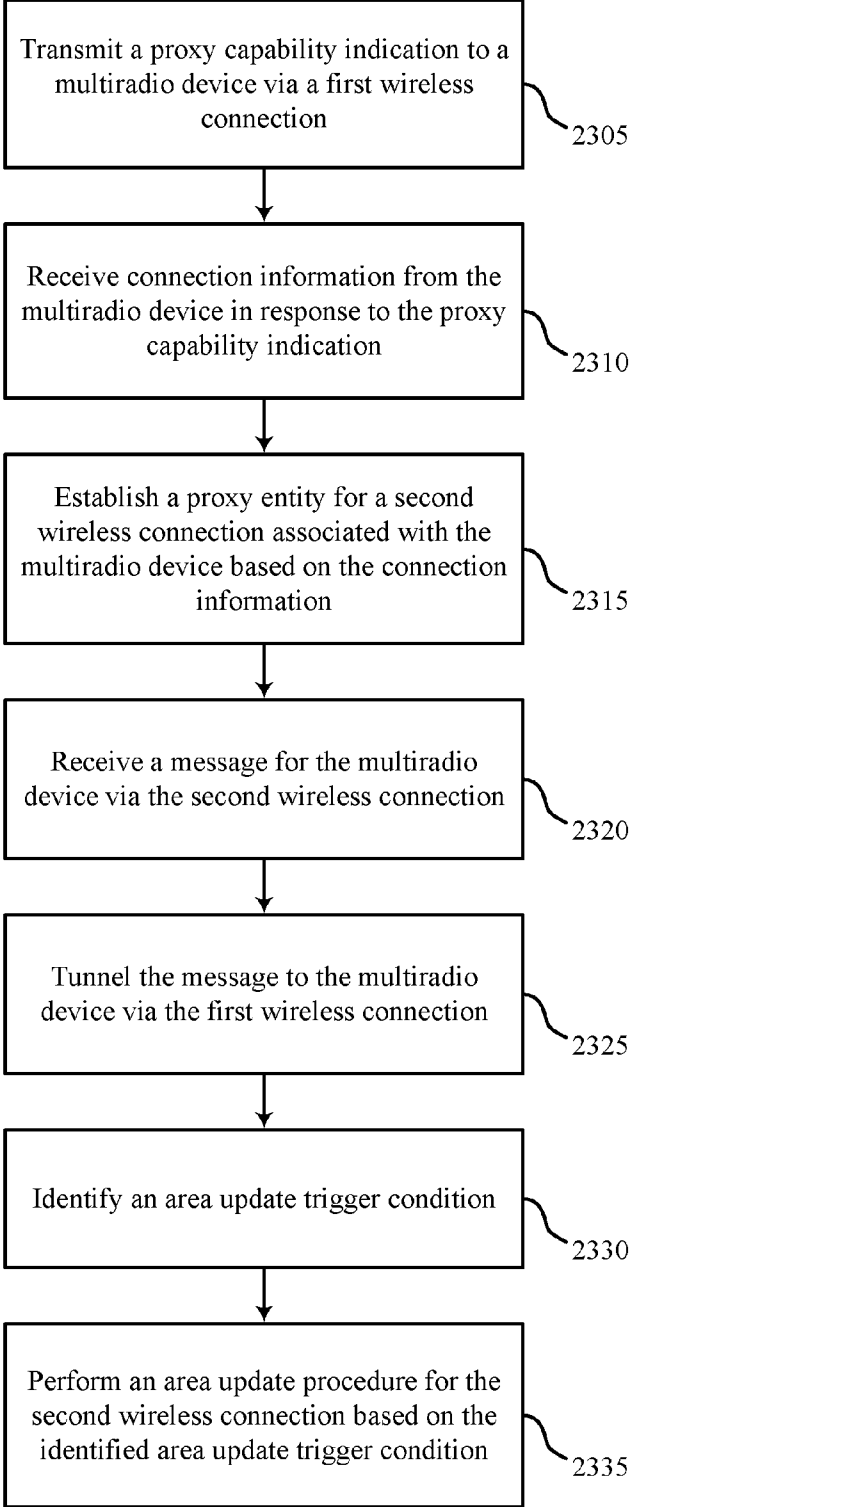 Transmit a proxy capability indication to a
multiradio device via a first wireless
connection
2305
Receive connection information from the
multiradio device in response to the proxy
capability indication
2310
Establish a proxy entity for a second
wireless connection associated with the
multiradio device based on the connection
information
2315
Receive a message for the multiradio
device via the second wireless connection
2320
Tunnel the message to the multiradio
device via the first wireless connection
2325
Identify an area update trigger condition
2330
Perform an area update procedure for the
second wireless connection based on the
identified area update trigger condition
2335